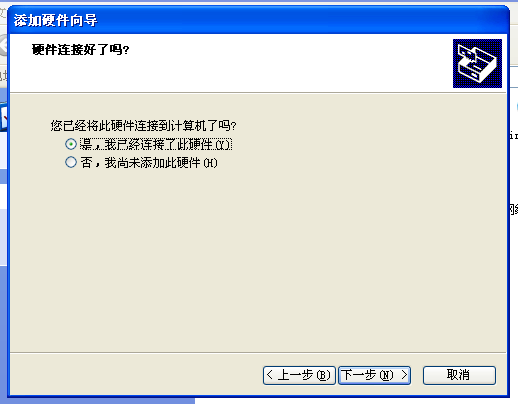 添加硬件向导
硬件连接好了吗?
您已经将此硬件连接到计算机了吗?
是，我已经连接了此硬件(Y)
否，我尚未添加此硬件(H)
< 上一步(B)
下一步(N) >
取消